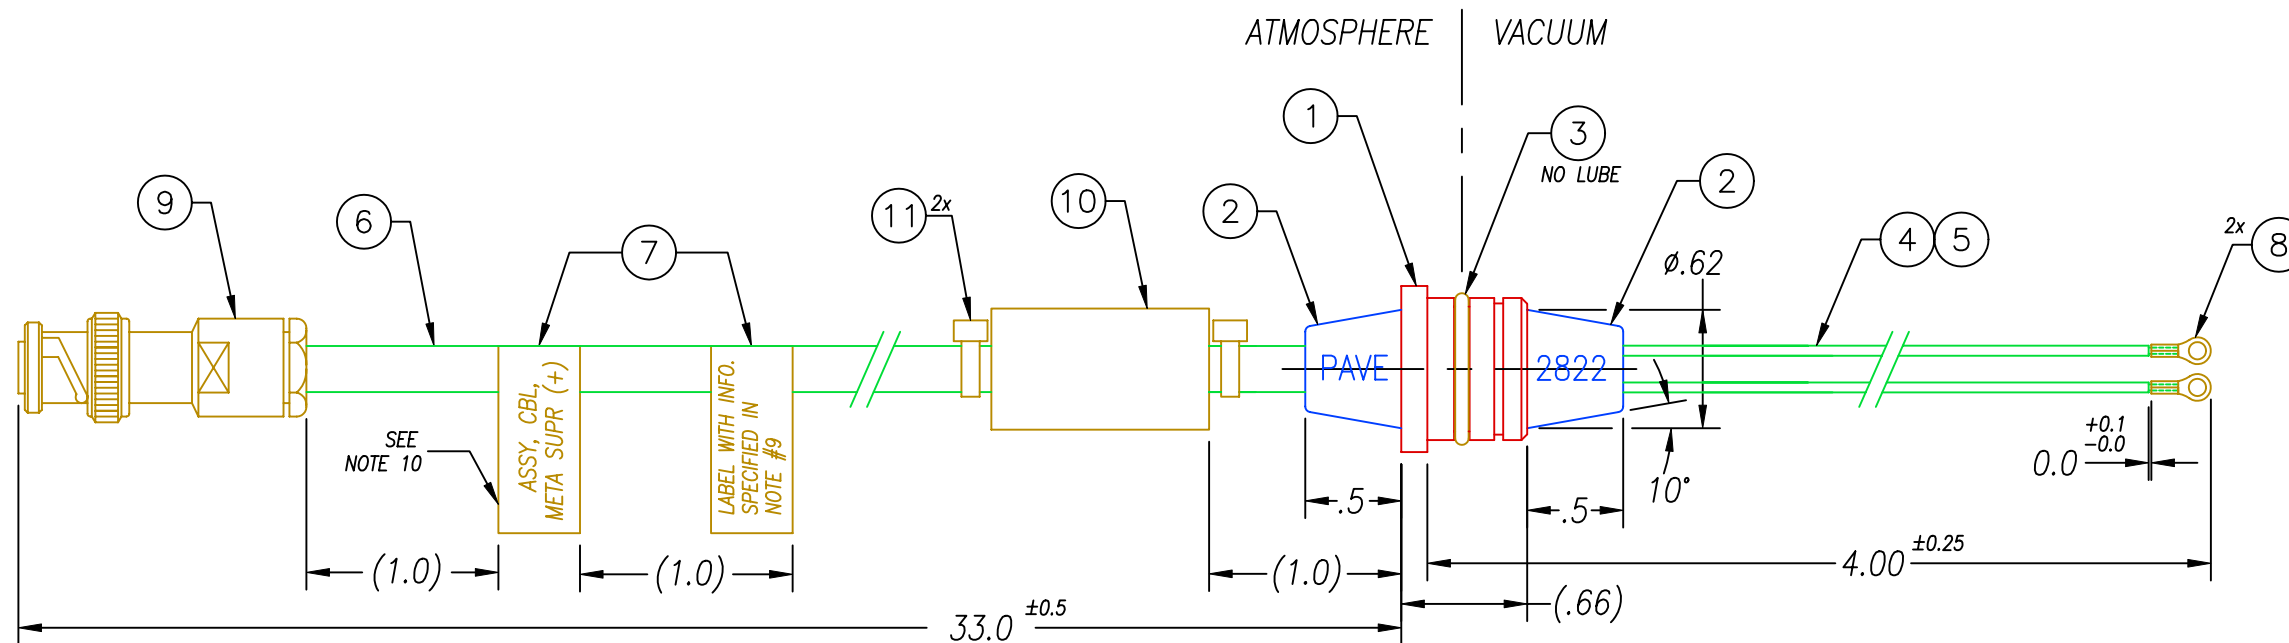 ATMOSPHERE VACUUM
1
3
NO LUBE
2
9
6
7
11 2x
10
2
4 5
2x 8
Ø.62
PAVE
2822
ASSY, CBL,
META SUPR (+)
LABEL WITH INFO.
SPECIFIED IN
NOTE #9
SEE
NOTE 10
10°
+0.1
-0.0
0.0
.5
.5
(1.0)
(1.0)
(1.0)
4.00 ±0.25
(.66)
33.0 ±0.5